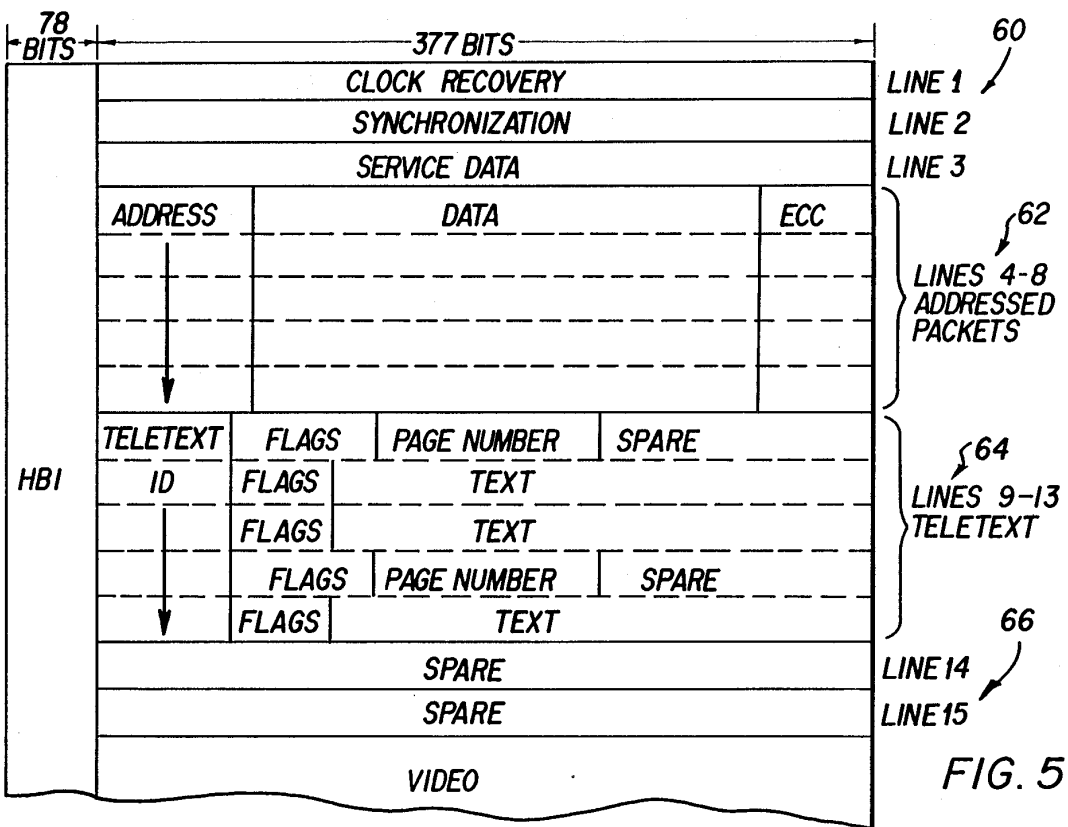 78 BITS
377 BITS
60
CLOCK RECOVERY
LINE 1
SYNCHRONIZATION
LINE 2
SERVICE DATA
LINE 3
ADDRESS
DATA
ECC
62
LINES 4-8
ADDRESSED
PACKETS
TELETEXT
FLAGS
PAGE NUMBER
SPARE
HBI
ID
FLAGS
TEXT
64
LINES 9-13
TELETEXT
FLAGS
TEXT
FLAGS
PAGE NUMBER
SPARE
FLAGS
TEXT
66
SPARE
LINE 14
SPARE
LINE 15
VIDEO
FIG. 5